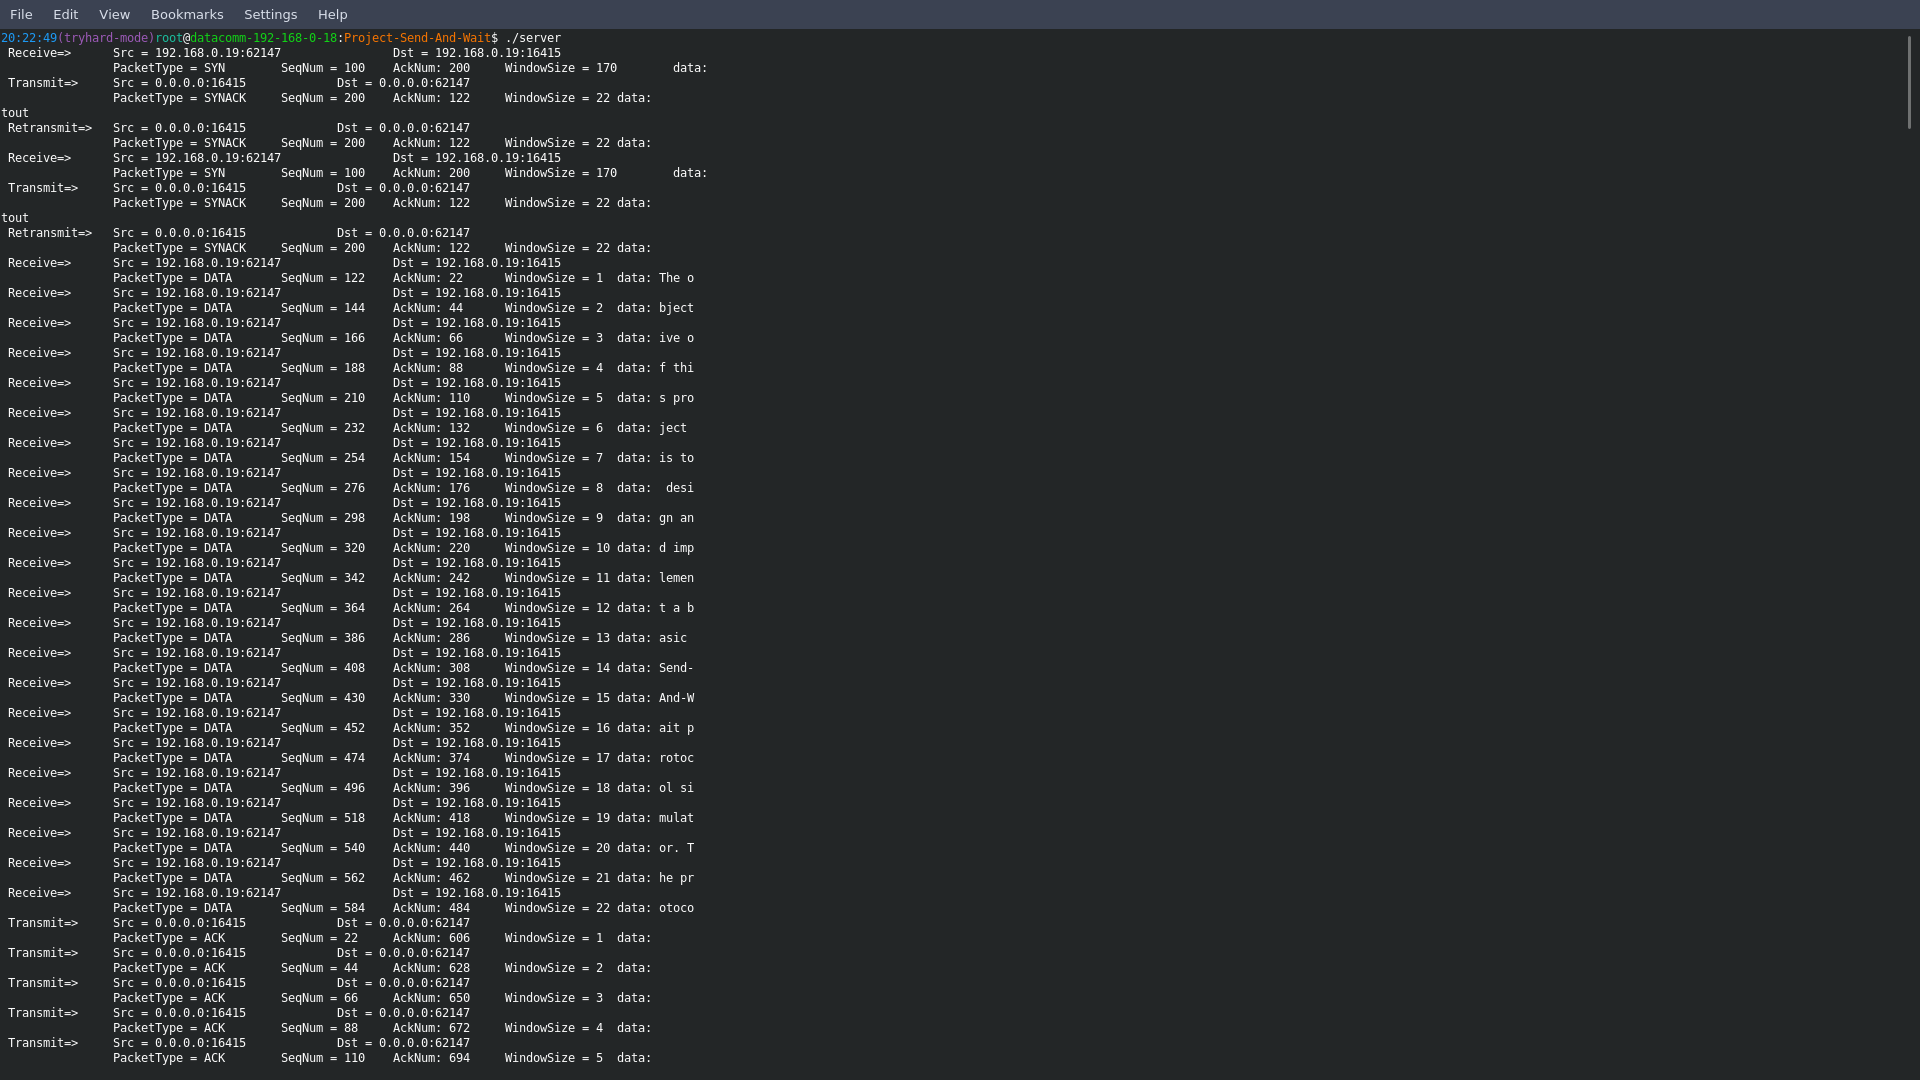 File Edit View Bookmarks Settings Help
20:22:49(tryhard-mode)root@datacomm-192-168-0-18:Project-Send-And-Wait$ ./server
Receive=> Src = 192.168.0.19:62147 Dst = 192.168.0.19:16415
PacketType = SYN SeqNum = 100 AckNum: 200 WindowSize = 170 data:
Transmit=> Src = 0.0.0.0:16415 Dst = 0.0.0.0:62147
PacketType = SYNACK SeqNum = 200 AckNum: 122 WindowSize = 22 data:
tout
Retransmit=> Src = 0.0.0.0:16415 Dst = 0.0.0.0:62147
PacketType = SYNACK SeqNum = 200 AckNum: 122 WindowSize = 22 data:
Receive=> Src = 192.168.0.19:62147 Dst = 192.168.0.19:16415
PacketType = SYN SeqNum = 100 AckNum: 200 WindowSize = 170 data:
Transmit=> Src = 0.0.0.0:16415 Dst = 0.0.0.0:62147
PacketType = SYNACK SeqNum = 200 AckNum: 122 WindowSize = 22 data:
tout
Retransmit=> Src = 0.0.0.0:16415 Dst = 0.0.0.0:62147
PacketType = SYNACK SeqNum = 200 AckNum: 122 WindowSize = 22 data:
Receive=> Src = 192.168.0.19:62147 Dst = 192.168.0.19:16415
PacketType = DATA SeqNum = 122 AckNum: 22 WindowSize = 1 data: The o
Receive=> Src = 192.168.0.19:62147 Dst = 192.168.0.19:16415
PacketType = DATA SeqNum = 144 AckNum: 44 WindowSize = 2 data: bject
Receive=> Src = 192.168.0.19:62147 Dst = 192.168.0.19:16415
PacketType = DATA SeqNum = 166 AckNum: 66 WindowSize = 3 data: ive o
Receive=> Src = 192.168.0.19:62147 Dst = 192.168.0.19:16415
PacketType = DATA SeqNum = 188 AckNum: 88 WindowSize = 4 data: f thi
Receive=> Src = 192.168.0.19:62147 Dst = 192.168.0.19:16415
PacketType = DATA SeqNum = 210 AckNum: 110 WindowSize = 5 data: s pro
Receive=> Src = 192.168.0.19:62147 Dst = 192.168.0.19:16415
PacketType = DATA SeqNum = 232 AckNum: 132 WindowSize = 6 data: ject
Receive=> Src = 192.168.0.19:62147 Dst = 192.168.0.19:16415
PacketType = DATA SeqNum = 254 AckNum: 154 WindowSize = 7 data: is to
Receive=> Src = 192.168.0.19:62147 Dst = 192.168.0.19:16415
PacketType = DATA SeqNum = 276 AckNum: 176 WindowSize = 8 data:  desi
Receive=> Src = 192.168.0.19:62147 Dst = 192.168.0.19:16415
PacketType = DATA SeqNum = 298 AckNum: 198 WindowSize = 9 data: gn an
Receive=> Src = 192.168.0.19:62147 Dst = 192.168.0.19:16415
PacketType = DATA SeqNum = 320 AckNum: 220 WindowSize = 10 data: d imp
Receive=> Src = 192.168.0.19:62147 Dst = 192.168.0.19:16415
PacketType = DATA SeqNum = 342 AckNum: 242 WindowSize = 11 data: lemen
Receive=> Src = 192.168.0.19:62147 Dst = 192.168.0.19:16415
PacketType = DATA SeqNum = 364 AckNum: 264 WindowSize = 12 data: t a b
Receive=> Src = 192.168.0.19:62147 Dst = 192.168.0.19:16415
PacketType = DATA SeqNum = 386 AckNum: 286 WindowSize = 13 data: asic
Receive=> Src = 192.168.0.19:62147 Dst = 192.168.0.19:16415
PacketType = DATA SeqNum = 408 AckNum: 308 WindowSize = 14 data: Send-
Receive=> Src = 192.168.0.19:62147 Dst = 192.168.0.19:16415
PacketType = DATA SeqNum = 430 AckNum: 330 WindowSize = 15 data: And-W
Receive=> Src = 192.168.0.19:62147 Dst = 192.168.0.19:16415
PacketType = DATA SeqNum = 452 AckNum: 352 WindowSize = 16 data: ait p
Receive=> Src = 192.168.0.19:62147 Dst = 192.168.0.19:16415
PacketType = DATA SeqNum = 474 AckNum: 374 WindowSize = 17 data: rotoc
Receive=> Src = 192.168.0.19:62147 Dst = 192.168.0.19:16415
PacketType = DATA SeqNum = 496 AckNum: 396 WindowSize = 18 data: ol si
Receive=> Src = 192.168.0.19:62147 Dst = 192.168.0.19:16415
PacketType = DATA SeqNum = 518 AckNum: 418 WindowSize = 19 data: mulat
Receive=> Src = 192.168.0.19:62147 Dst = 192.168.0.19:16415
PacketType = DATA SeqNum = 540 AckNum: 440 WindowSize = 20 data: or. T
Receive=> Src = 192.168.0.19:62147 Dst = 192.168.0.19:16415
PacketType = DATA SeqNum = 562 AckNum: 462 WindowSize = 21 data: he pr
Receive=> Src = 192.168.0.19:62147 Dst = 192.168.0.19:16415
PacketType = DATA SeqNum = 584 AckNum: 484 WindowSize = 22 data: otoco
Transmit=> Src = 0.0.0.0:16415 Dst = 0.0.0.0:62147
PacketType = ACK SeqNum = 22 AckNum: 606 WindowSize = 1 data:
Transmit=> Src = 0.0.0.0:16415 Dst = 0.0.0.0:62147
PacketType = ACK SeqNum = 44 AckNum: 628 WindowSize = 2 data:
Transmit=> Src = 0.0.0.0:16415 Dst = 0.0.0.0:62147
PacketType = ACK SeqNum = 66 AckNum: 650 WindowSize = 3 data:
Transmit=> Src = 0.0.0.0:16415 Dst = 0.0.0.0:62147
PacketType = ACK SeqNum = 88 AckNum: 672 WindowSize = 4 data:
Transmit=> Src = 0.0.0.0:16415 Dst = 0.0.0.0:62147
PacketType = ACK SeqNum = 110 AckNum: 694 WindowSize = 5 data: